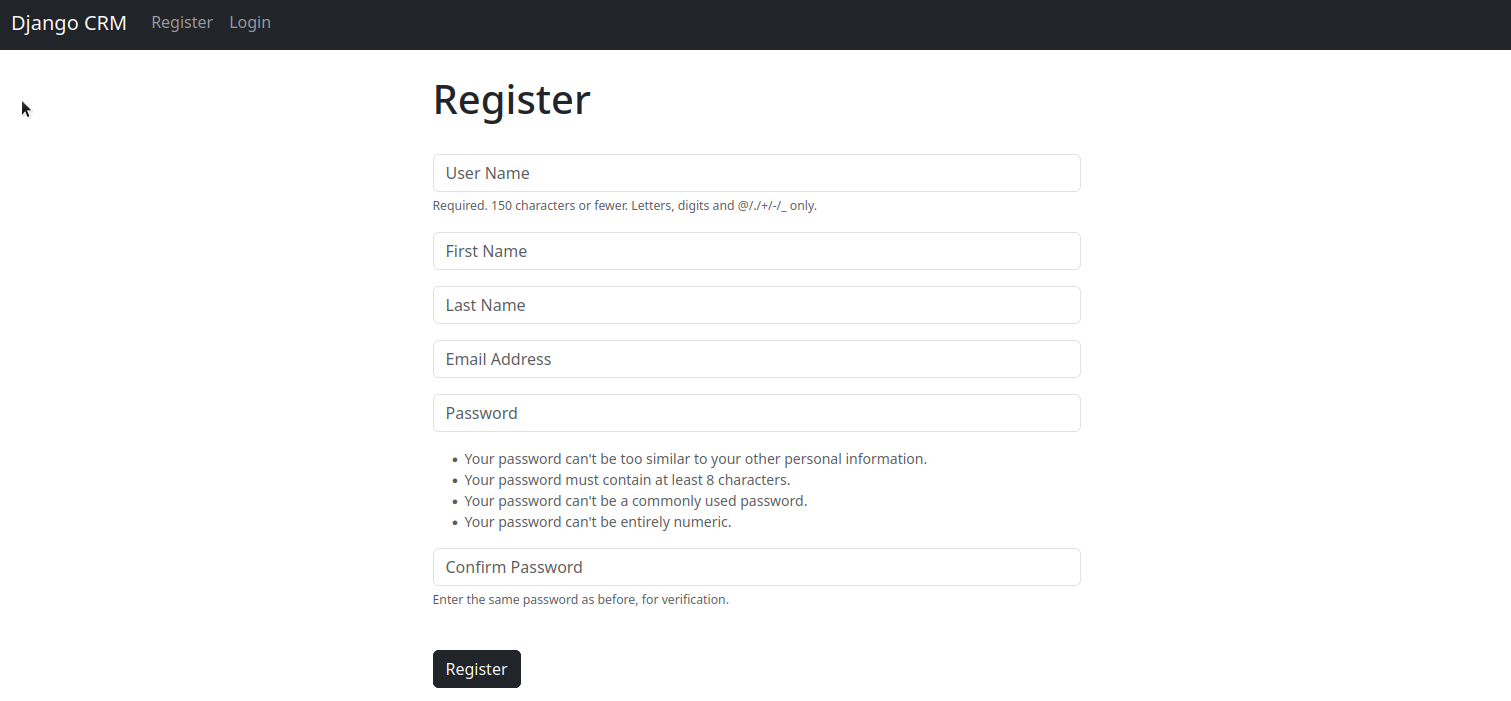 Django CRM Register Login
Register
User Name
Required. 150 characters or fewer. Letters, digits and @/./+/-/_ only.
First Name
Last Name
Email Address
Password
• Your password can't be too similar to your other personal information.
• Your password must contain at least 8 characters.
• Your password can't be a commonly used password.
• Your password can't be entirely numeric.
Confirm Password
Enter the same password as before, for verification.
Register